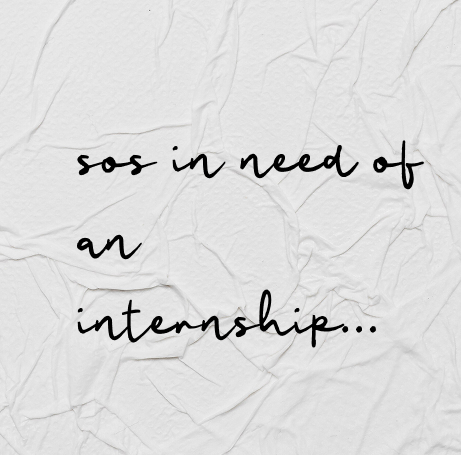 sos in need of
an
internship...